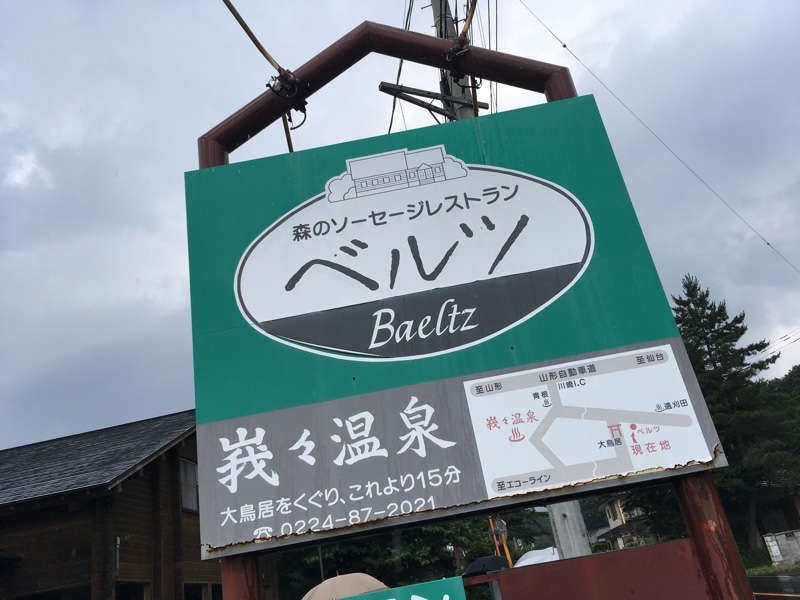 森のソーセージレストラン
ベルツ
Baeltz
峩々温泉
大鳥居をくぐり、これより15分
☎ 0224-87-2021
至山形
山形自動車道
至仙台
青根
川崎I.C
峩々温泉
遠刈田
大鳥居
ベルツ
現在地
至エコーライン